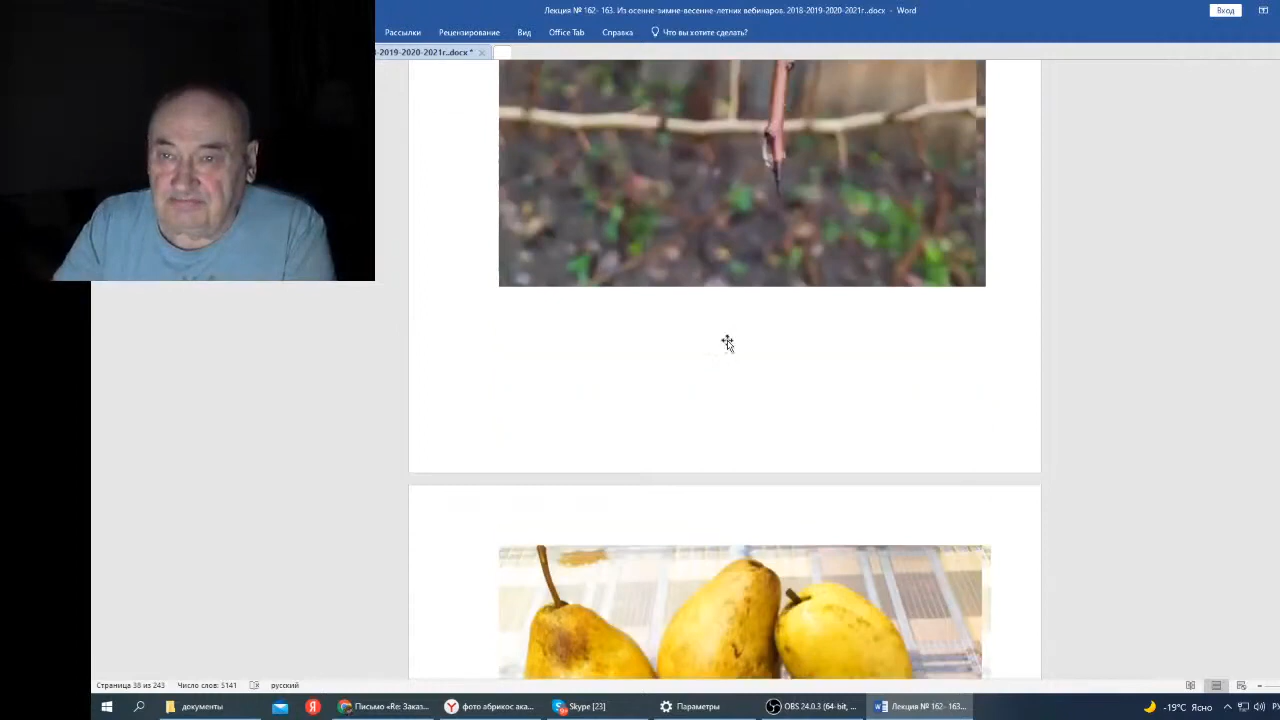 Лекция № 162- 163. Из осенне-зимне-весенне-летних вебинаров. 2018-2019-2020-2021г..docx - Word
Вход
Рассылки Рецензирование Вид Office Tab Справка Что вы хотите сделать?
-2019-2020-2021г..docx *
Страница 38 из 243 Число слов: 5141 русский
документы
Письмо «Re: Заказ...
фото абрикос ака...
Skype [23]
Параметры
OBS 24.0.3 (64-bit, ...
Лекция № 162- 163...
-19°C Ясно